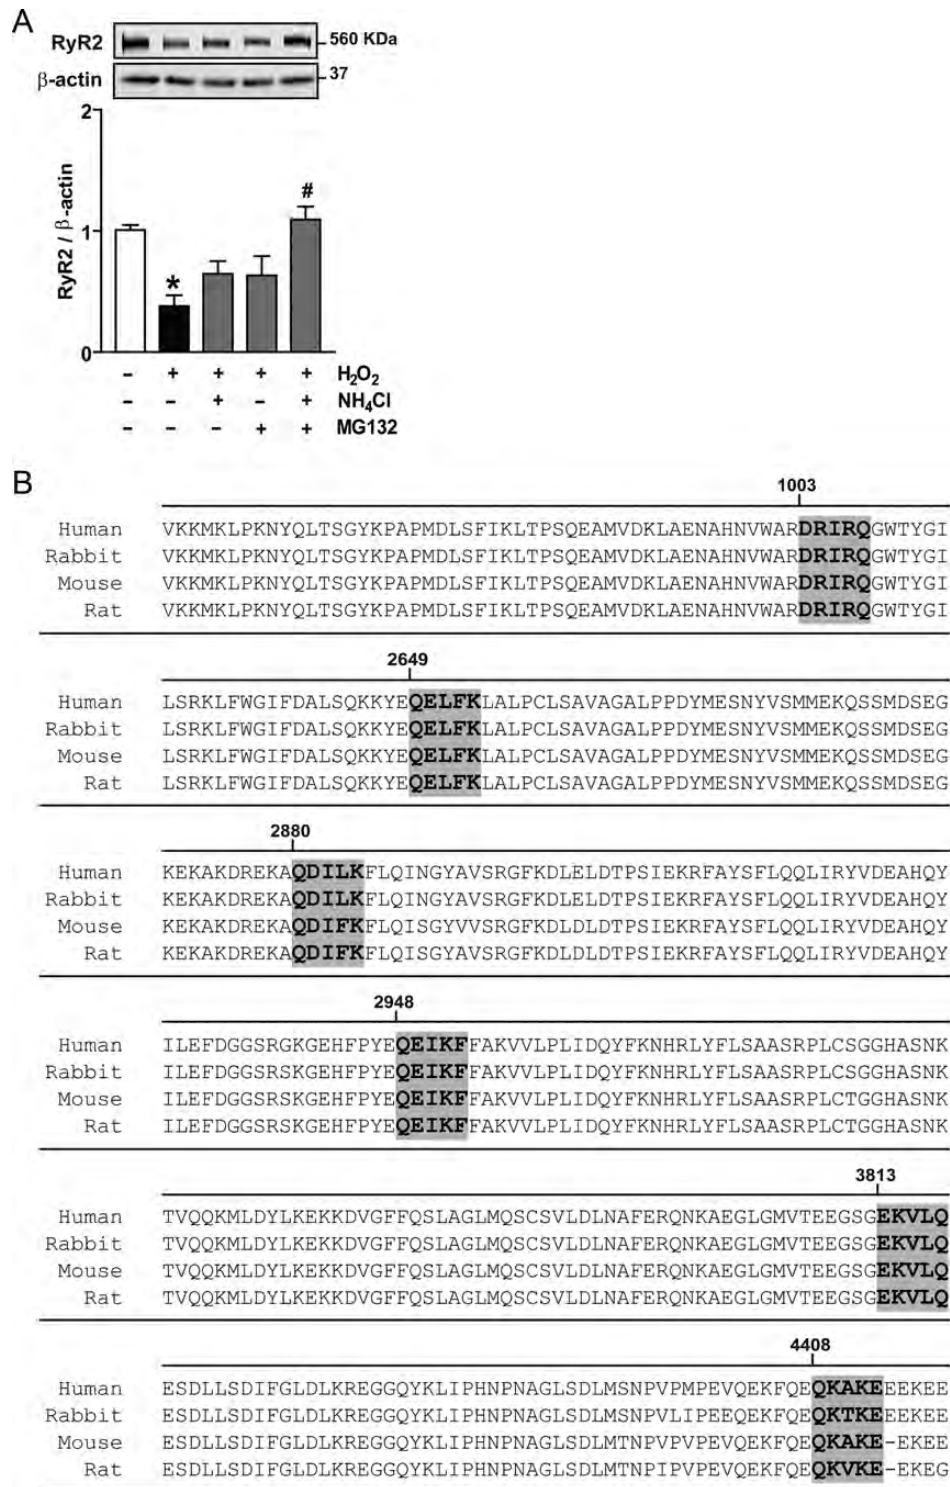 A
RyR2 560 KDa
β-actin 37
2
1
0
RyR2 / β-actin
*
#
- + + + + H₂O₂
- - + - + NH₄Cl
- - - + + MG132
B
1003
Human VKKMKLPKNYQLTSGYKPAPMDLSFIKLTPSQEAMVDKLAENAHNVWARDRIRQGWTYGI
Rabbit VKKMKLPKNYQLTSGYKPAPMDLSFIKLTPSQEAMVDKLAENAHNVWARDRIRQGWTYGI
Mouse VKKMKLPKNYQLTSGYKPAPMDLSFIKLTPSQEAMVDKLAENAHNVWARDRIRQGWTYGI
Rat VKKMKLPKNYQLTSGYKPAPMDLSFIKLTPSQEAMVDKLAENAHNVWARDRIRQGWTYGI
2649
Human LSRKLFWGIFDALSQKKYEQELFKLALPCLSAVAGALPPDYMESNYVSMMEKQSSMDSEG
Rabbit LSRKLFWGIFDALSQKKYEQELFKLALPCLSAVAGALPPDYMESNYVSMMEKQSSMDSEG
Mouse LSRKLFWGIFDALSQKKYEQELFKLALPCLSAVAGALPPDYMESNYVSMMEKQSSMDSEG
Rat LSRKLFWGIFDALSQKKYEQELFKLALPCLSAVAGALPPDYMESNYVSMMEKQSSMDSEG
2880
Human KEKAKDREKAQDILKFLQINGYAVSRGFKDLELDTPSIEKRFAYSFLQQLIRYVDEAHQY
Rabbit KEKAKDREKAQDILKFLQINGYAVSRGFKDLELDTPSIEKRFAYSFLQQLIRYVDEAHQY
Mouse KEKAKDREKAQDIFKFLQISGYVVSRGFKDLDLDTPSIEKRFAYSFLQQLIRYVDEAHQY
Rat KEKAKDREKAQDIFKFLQISGYAVSRGFKDLDLDTPSIEKRFAYSFLQQLIRYVDEAHQY
2948
Human ILEFDGGSRGKGEHFPYEQEIKFFAKVVLPLIDQYFKNHRLYFLSAASRPLCSGGHASNK
Rabbit ILEFDGGSRSKGEHFPYEQEIKFFAKVVLPLIDQYFKNHRLYFLSAASRPLCSGGHASNK
Mouse ILEFDGGSRSKGEHFPYEQEIKFFAKVVLPLIDQYFKNHRLYFLSAASRPLCTGGHASNK
Rat ILEFDGGSRSKGEHFPYEQEIKFFAKVVLPLIDQYFKNHRLYFLSAASRPLCTGGHASNK
3813
Human TVQQKMLDYLKEKKDVGFFQSLAGLMQSCSVLDLNAFERQNKAEGLGMVTEEGSGEKVLQ
Rabbit TVQQKMLDYLKEKKDVGFFQSLAGLMQSCSVLDLNAFERQNKAEGLGMVTEEGSGEKVLQ
Mouse TVQQKMLDYLKEKKDVGFFQSLAGLMQSCSVLDLNAFERQNKAEGLGMVTEEGSGEKVLQ
Rat TVQQKMLDYLKEKKDVGFFQSLAGLMQSCSVLDLNAFERQNKAEGLGMVTEEGSGEKVLQ
4408
Human ESDLLSDIFGLDLKREGGQYKLIPHNPNAGLSDLMSNPVPMPEVQEKFQEQKAKEEEKEE
Rabbit ESDLLSDIFGLDLKREGGQYKLIPHNPNAGLSDLMSNPVLIPEEQEKFQEQKTKEEEKEE
Mouse ESDLLSDIFGLDLKREGGQYKLIPHNPNAGLSDLMTNPVPVPEVQEKFQEQKAKE-EKEE
Rat ESDLLSDIFGLDLKREGGQYKLIPHNPNAGLSDLMTNPIPVPEVQEKFQEQKVKE-EKEG